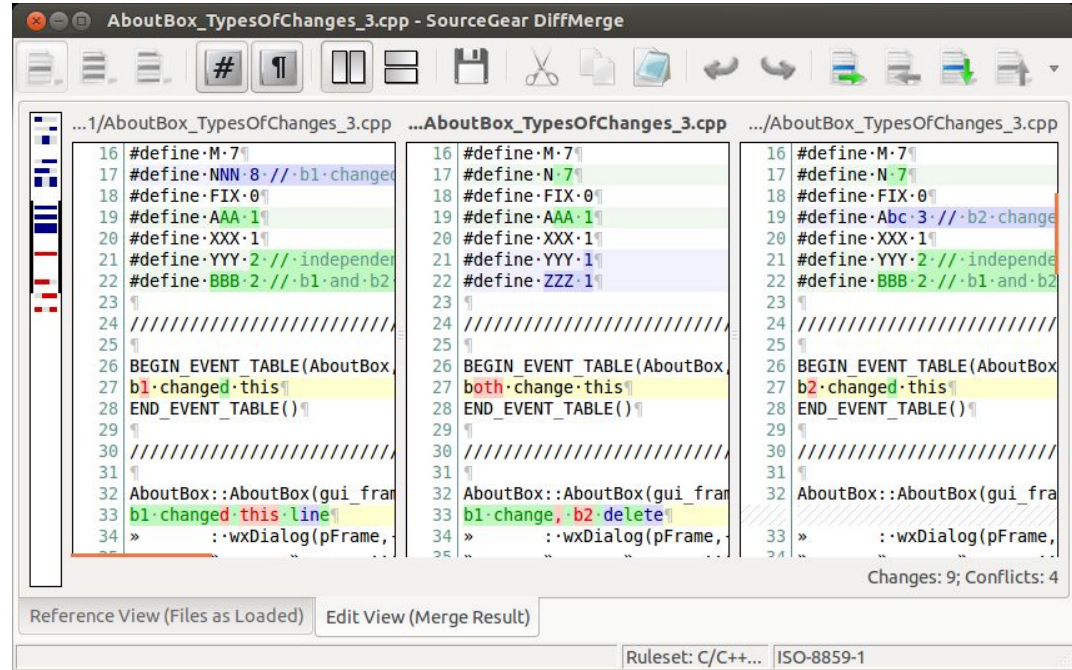 AboutBox_TypesOfChanges_3.cpp - SourceGear DiffMerge
# ¶
...1/AboutBox_TypesOfChanges_3.cpp
16 #define·M·7¶
17 #define·NNN·8·//·b1·changed
18 #define·FIX·0¶
19 #define·AAA·1¶
20 #define·XXX·1¶
21 #define·YYY·2·//·independen
22 #define·BBB·2·//·b1·and·b2·
23 ¶
24 ///////////////////////////
25 ¶
26 BEGIN_EVENT_TABLE(AboutBox,
27 b1·changed·this¶
28 END_EVENT_TABLE()¶
29 ¶
30 ///////////////////////////
31 ¶
32 AboutBox::AboutBox(gui_fram
33 b1·changed·this·line¶
34 » :·wxDialog(pFrame,-
...AboutBox_TypesOfChanges_3.cpp
16 #define·M·7¶
17 #define·N·7¶
18 #define·FIX·0¶
19 #define·AAA·1¶
20 #define·XXX·1¶
21 #define·YYY·1¶
22 #define·ZZZ·1¶
23 ¶
24 ///////////////////////////
25 ¶
26 BEGIN_EVENT_TABLE(AboutBox,
27 both·change·this¶
28 END_EVENT_TABLE()¶
29 ¶
30 ///////////////////////////
31 ¶
32 AboutBox::AboutBox(gui_fram
33 b1·change,·b2·delete¶
34 » :·wxDialog(pFrame,-
35
.../AboutBox_TypesOfChanges_3.cpp
16 #define·M·7¶
17 #define·N·7¶
18 #define·FIX·0¶
19 #define·Abc·3·//·b2·change
20 #define·XXX·1¶
21 #define·YYY·2·//·independe
22 #define·BBB·2·//·b1·and·b2
23 ¶
24 //////////////////////////
25 ¶
26 BEGIN_EVENT_TABLE(AboutBox
27 b2·changed·this¶
28 END_EVENT_TABLE()¶
29 ¶
30 //////////////////////////
31 ¶
32 AboutBox::AboutBox(gui_fra
33 » :·wxDialog(pFrame,
34
Changes: 9; Conflicts: 4
Reference View (Files as Loaded) Edit View (Merge Result)
Ruleset: C/C++... ISO-8859-1